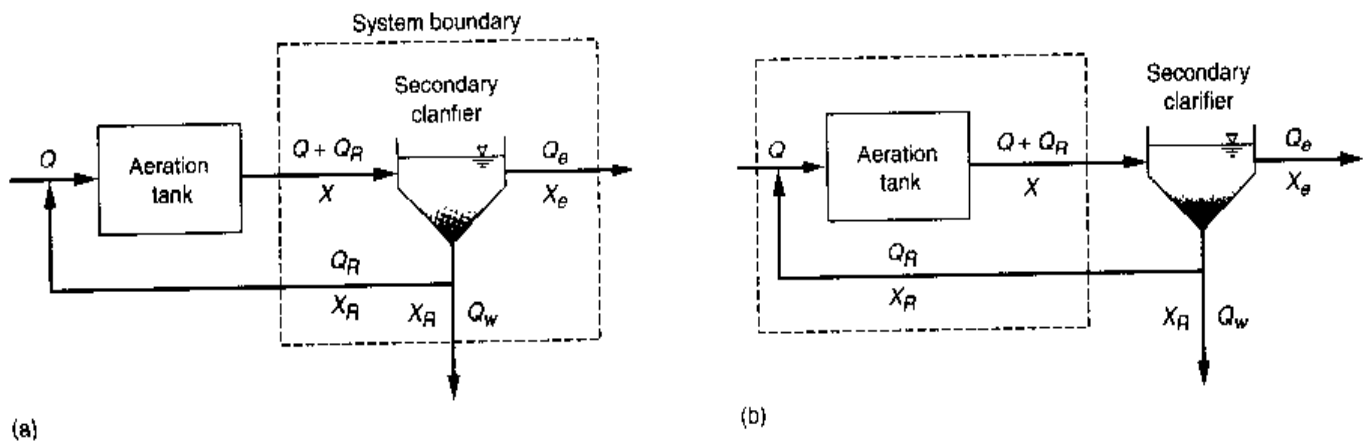 System boundary
Secondary
clanfier
Q
Aeration
tank
Q + Q_R
X
Q_e
X_e
Q_R
X_R
X_R
Q_w
(a)
Secondary
clarifier
Q
Aeration
tank
Q + Q_R
X
Q_e
X_e
Q_R
X_R
X_R
Q_w
(b)